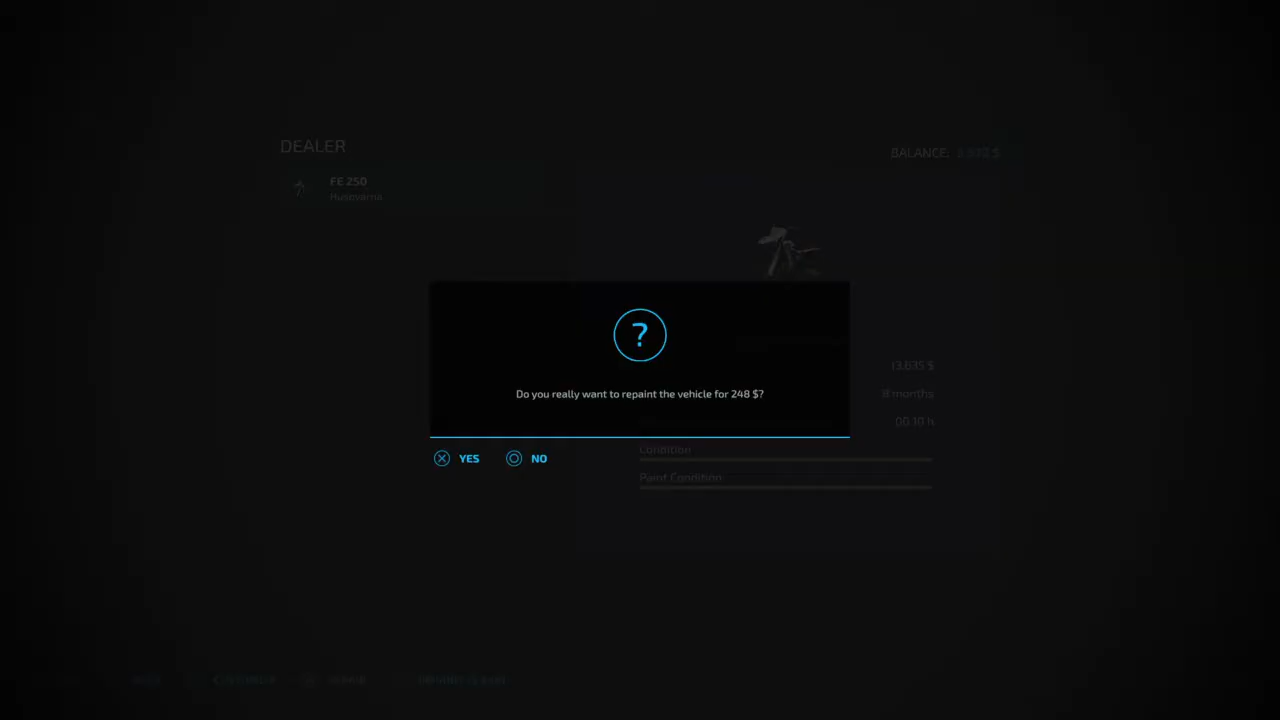 DEALER
BALANCE:
FE 250
Husqvarna
?
Do you really want to repaint the vehicle for 248 $?
13.635 $
8 months
00:10 h
YES
NO
Condition
Paint Condition
CUSTOMIZE